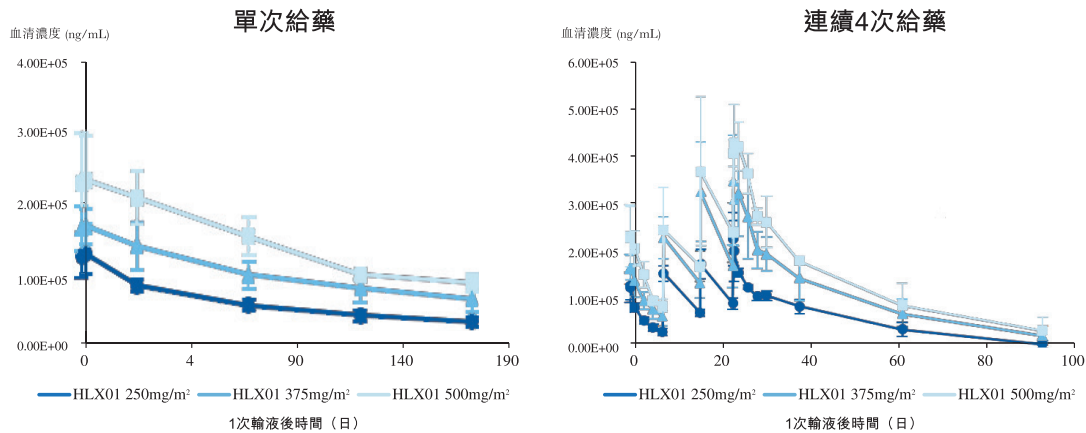 單次給藥
血清濃度 (ng/mL)
4.00E+05
3.00E+05
2.00E+05
1.00E+05
0.00E+00
0 4 90 140 190
HLX01 250mg/m² HLX01 375mg/m² HLX01 500mg/m²
1次輸液後時間（日）
連續4次給藥
血清濃度 (ng/mL)
6.00E+05
5.00E+05
4.00E+05
3.00E+05
2.00E+05
1.00E+05
0.00E+00
0 20 40 60 80 100
HLX01 250mg/m² HLX01 375mg/m² HLX01 500mg/m²
1次輸液後時間（日）